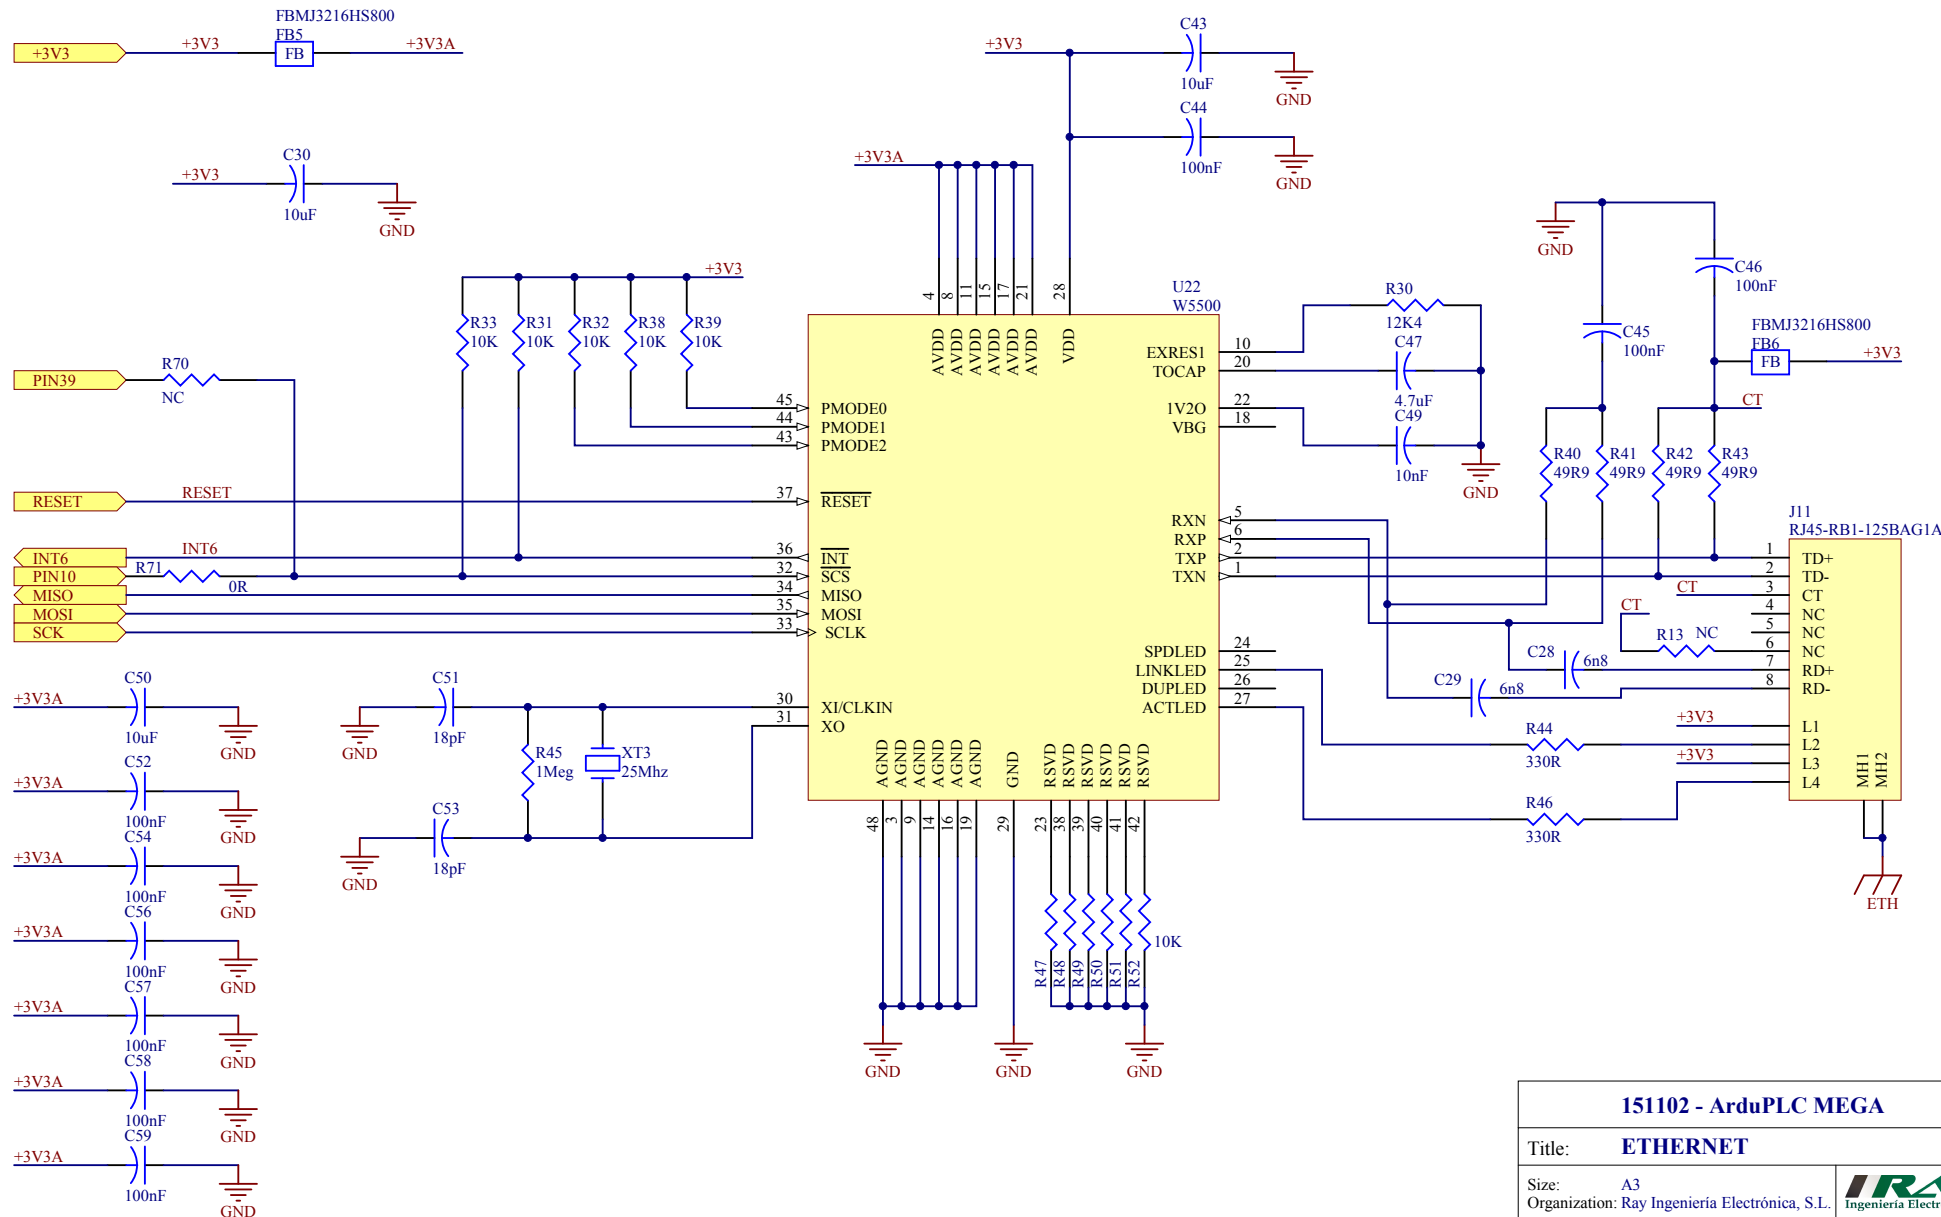 FBMJ3216HS800
FB5
+3V3
+3V3
FB
+3V3A
+3V3
C30
10uF
GND
+3V3
C43
10uF
GND
C44
100nF
GND
+3V3A
+3V3
R33
10K
R31
10K
R32
10K
R38
10K
R39
10K
PIN39
R70
NC
RESET
RESET
INT6
INT6
PIN10
R71
0R
MISO
MOSI
SCK
U22
W5500
4
8
11
15
17
21
28
AVDD
AVDD
AVDD
AVDD
AVDD
AVDD
VDD
45
PMODE0
44
PMODE1
43
PMODE2
37
RESET
36
INT
32
SCS
34
MISO
35
MOSI
33
SCLK
30
XI/CLKIN
31
XO
EXRES1
10
TOCAP
20
1V2O
22
VBG
18
RXN
5
RXP
6
TXP
2
TXN
1
SPDLED
24
LINKLED
25
DUPLED
26
ACTLED
27
AGND
AGND
AGND
AGND
AGND
AGND
GND
RSVD
RSVD
RSVD
RSVD
RSVD
RSVD
48
3
9
14
16
19
29
23
38
39
40
41
42
R47
R48
R49
R50
R51
R52
10K
GND
GND
GND
R30
12K4
C47
4.7uF
C49
10nF
GND
GND
C46
100nF
C45
100nF
FBMJ3216HS800
FB6
FB
+3V3
CT
R40
49R9
R41
49R9
R42
49R9
R43
49R9
J11
RJ45-RB1-125BAG1A
1
TD+
2
TD-
CT
3
CT
CT
4
NC
5
NC
R13
NC
6
NC
C28
6n8
7
RD+
C29
6n8
8
RD-
+3V3
L1
R44
330R
L2
+3V3
L3
R46
330R
L4
MH1
MH2
ETH
+3V3A
C50
10uF
GND
+3V3A
C52
100nF
GND
+3V3A
C54
100nF
GND
+3V3A
C56
100nF
GND
+3V3A
C57
100nF
GND
+3V3A
C58
100nF
GND
+3V3A
C59
100nF
GND
C51
18pF
GND
R45
1Meg
XT3
25Mhz
C53
18pF
GND
151102 - ArduPLC MEGA
Title: ETHERNET
Size: A3
Organization: Ray Ingeniería Electrónica, S.L.